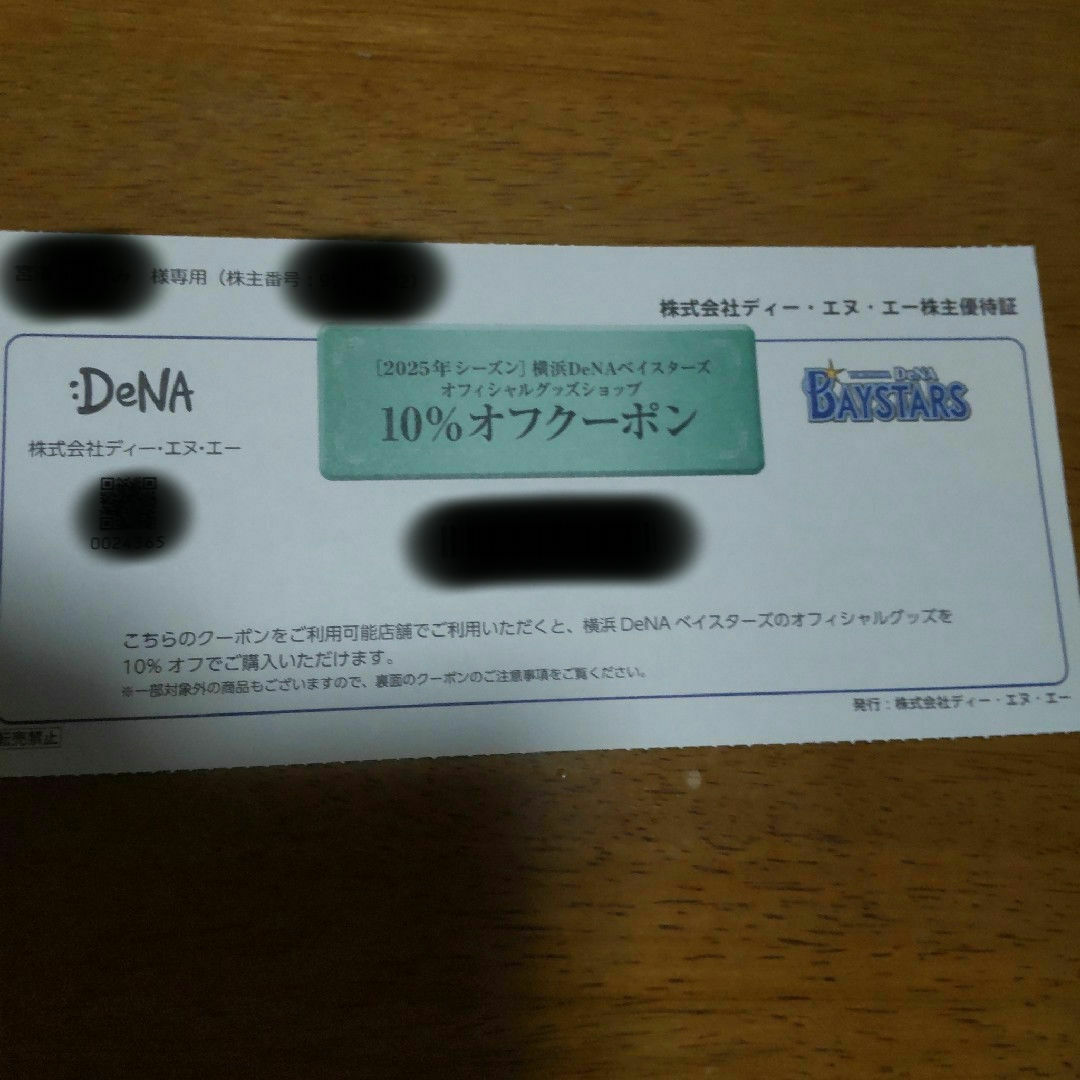 様専用（株主番号：
株式会社ディー・エヌ・エー株主優待証
:DeNA
株式会社ディー・エヌ・エー
［2025年シーズン］横浜DeNAベイスターズ
オフィシャルグッズショップ
10%オフクーポン
DeNA
BAYSTARS
こちらのクーポンをご利用可能店舗でご利用いただくと、横浜 DeNA ベイスターズのオフィシャルグッズを
10% オフでご購入いただけます。
※一部対象外の商品もございますので、裏面のクーポンのご注意事項をご覧ください。
発行：株式会社ディー・エヌ・エー
転売禁止